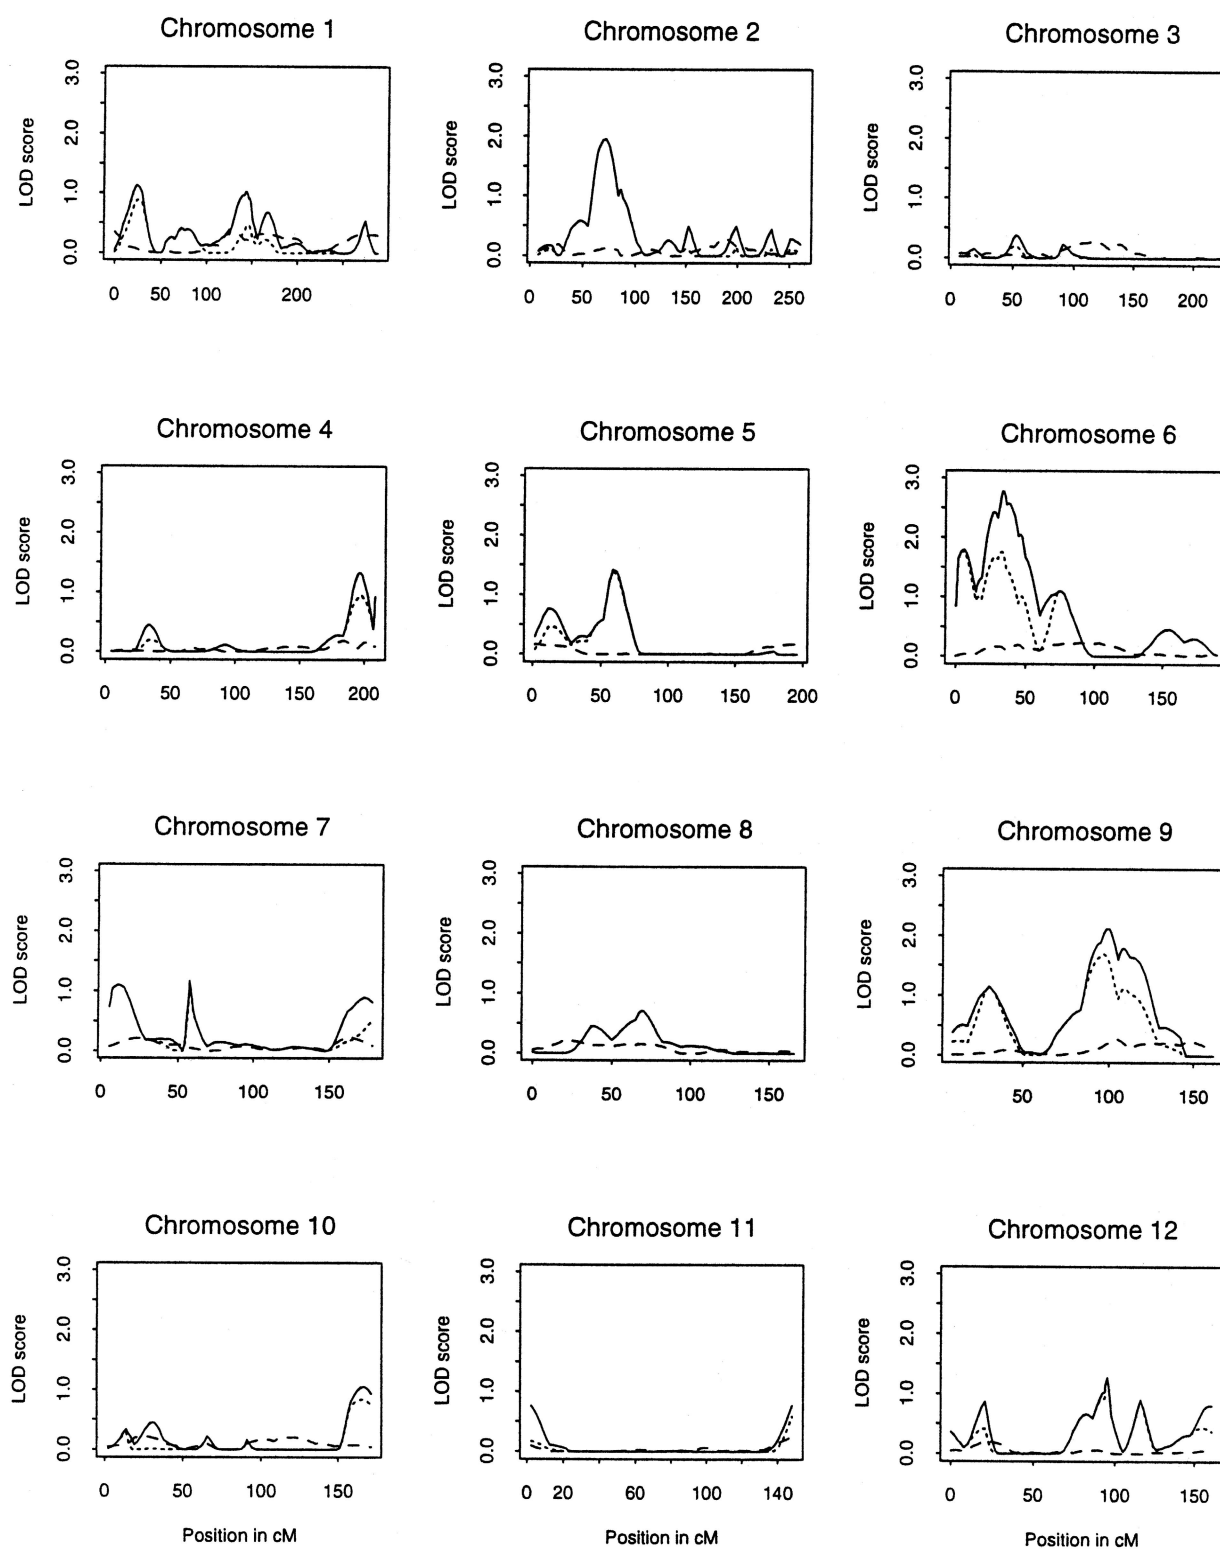 Chromosome 1
Chromosome 2
Chromosome 3
LOD score
0.0 1.0 2.0 3.0
0 50 100 200
LOD score
0.0 1.0 2.0 3.0
0 50 100 150 200 250
LOD score
0.0 1.0 2.0 3.0
0 50 100 150 200
Chromosome 4
Chromosome 5
Chromosome 6
LOD score
0.0 1.0 2.0 3.0
0 50 100 150 200
LOD score
0.0 1.0 2.0 3.0
0 50 100 150 200
LOD score
0.0 1.0 2.0 3.0
0 50 100 150
Chromosome 7
Chromosome 8
Chromosome 9
LOD score
0.0 1.0 2.0 3.0
0 50 100 150
LOD score
0.0 1.0 2.0 3.0
0 50 100 150
LOD score
0.0 1.0 2.0 3.0
50 100 150
Chromosome 10
Chromosome 11
Chromosome 12
LOD score
0.0 1.0 2.0 3.0
0 50 100 150
Position in cM
LOD score
0.0 1.0 2.0 3.0
0 20 60 100 140
Position in cM
LOD score
0.0 1.0 2.0 3.0
0 50 100 150
Position in cM